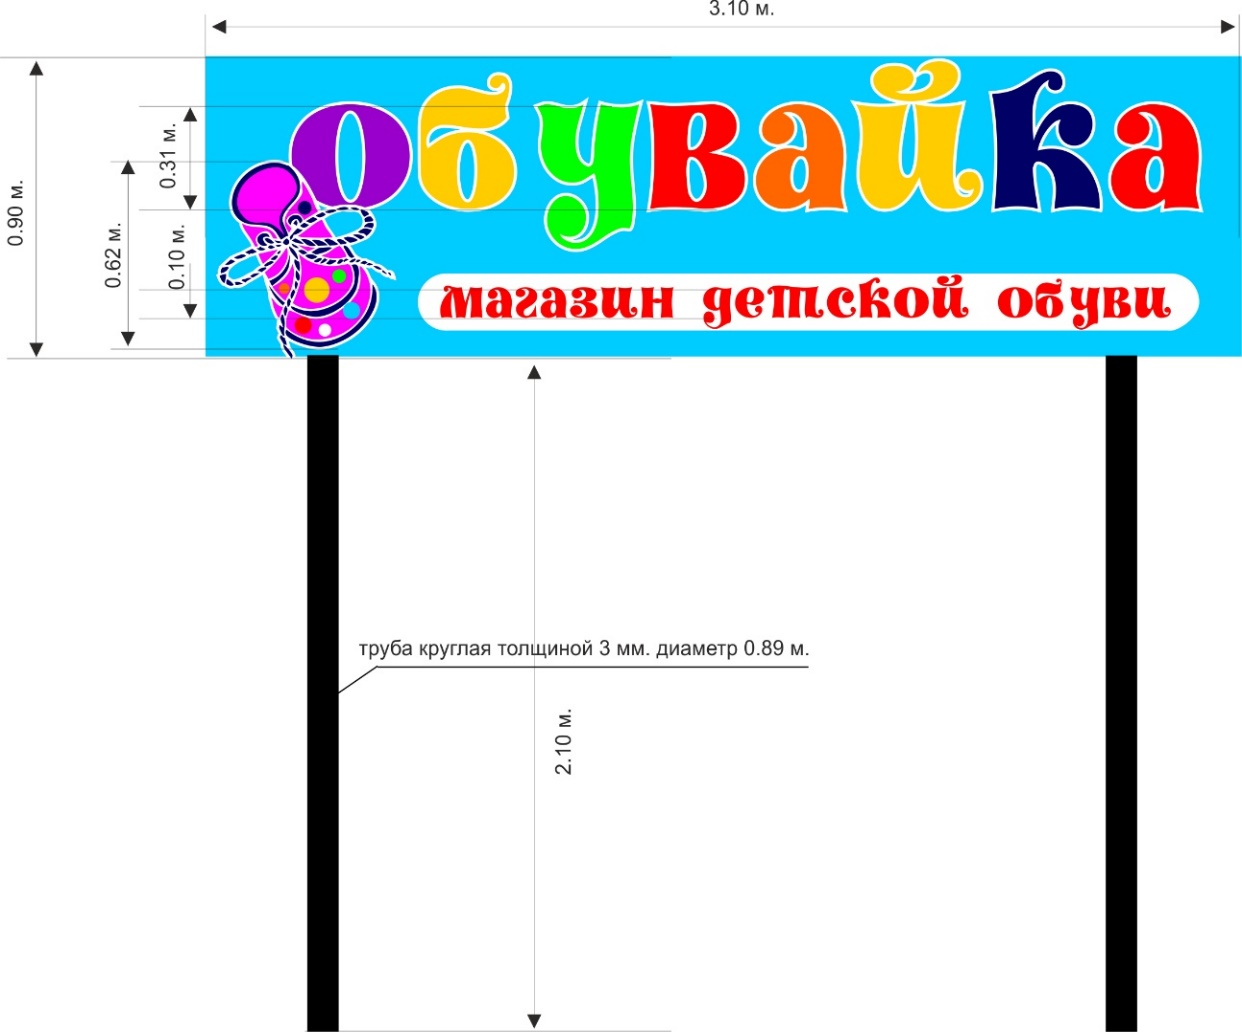 3.10 м.
обувайка
0.31 м.
0.90 м.
0.62 м.
0.10 м.
магазин детской обуви
труба круглая толщиной 3 мм. диаметр 0.89 м.
2.10 м.